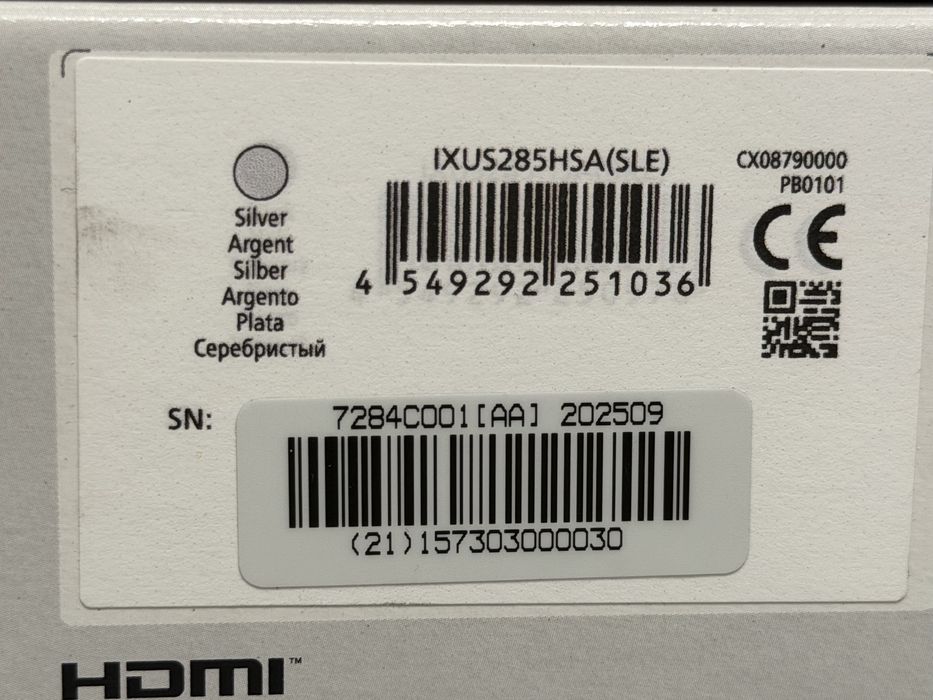 Silver
Argent
Silber
Argento
Plata
Серебристый
IXUS285HSA(SLE)
4 549292 251036
CX08790000
PB0101
CE
SN:
7284C001[AA] 202509
(21)157303000030
HDMI™